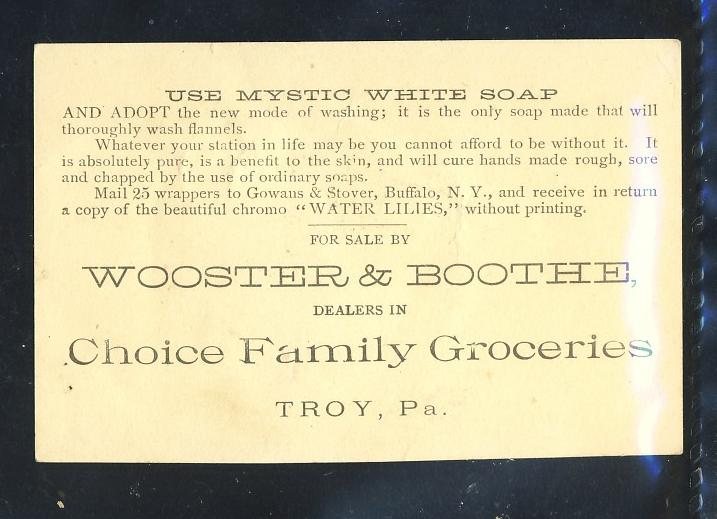 USE MYSTIC WHITE SOAP
AND ADOPT the new mode of washing; it is the only soap made that will
thoroughly wash flannels.
Whatever your station in life may be you cannot afford to be without it. It
is absolutely pure, is a benefit to the skin, and will cure hands made rough, sore
and chapped by the use of ordinary soaps.
Mail 25 wrappers to Gowans & Stover, Buffalo, N. Y., and receive in return
a copy of the beautiful chromo "WATER LILIES," without printing.
FOR SALE BY
WOOSTER & BOOTHE,
DEALERS IN
Choice Family Groceries
TROY, Pa.